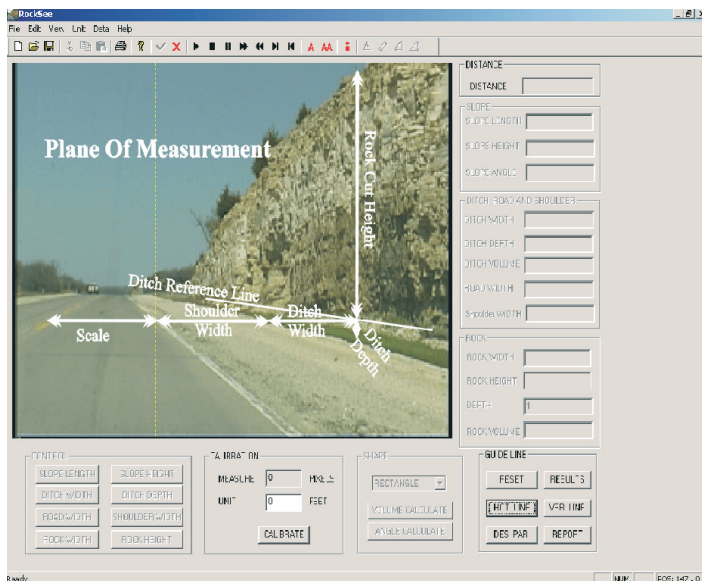 RockSee
File Edit View Unit Data Help
DISTANCE
DISTANCE
SLOPE
SLOPE LENGTH
SLOPE HEIGHT
SLOPE ANGLE
DITCH, ROAD AND SHOULDER
DITCH WIDTH
DITCH DEPTH
DITCH VOLUME
ROAD WIDTH
Shoulder WIDTH
ROCK
ROCK WIDTH
ROCK HEIGHT
DEPTH 1
ROCK VOLUME
Plane Of Measurement
Rock Cut Height
Ditch Reference Line
Shoulder Width
Ditch Width
Ditch Depth
Scale
CONTROL
SLOPE LENGTH SLOPE HEIGHT
DITCH WIDTH DITCH DEPTH
ROAD WIDTH SHOULDER WIDTH
ROCK WIDTH ROCK HEIGHT
CALIBRATION
MEASURE 0 PIXELS
UNIT 0 FEET
CALIBRATE
SHAPE
RECTANGLE
VOLUME CALCULATE
ANGLE CALCULATE
GUIDE LINE
RESET RESULTS
HOT LINE VER LINE
DES PAR REPORT
Ready
NUM POS: 147, 0